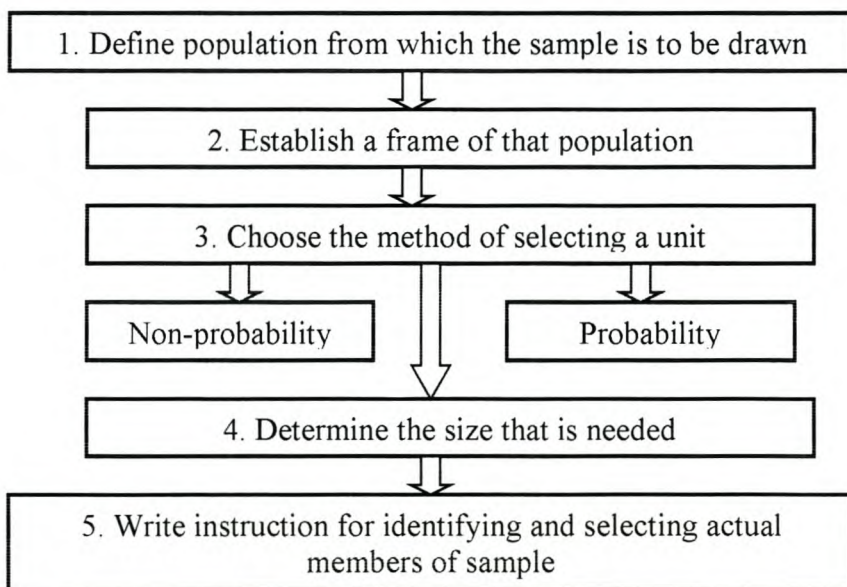 1. Define population from which the sample is to be drawn
2. Establish a frame of that population
3. Choose the method of selecting a unit
Non-probability
Probability
4. Determine the size that is needed
5. Write instruction for identifying and selecting actual
members of sample